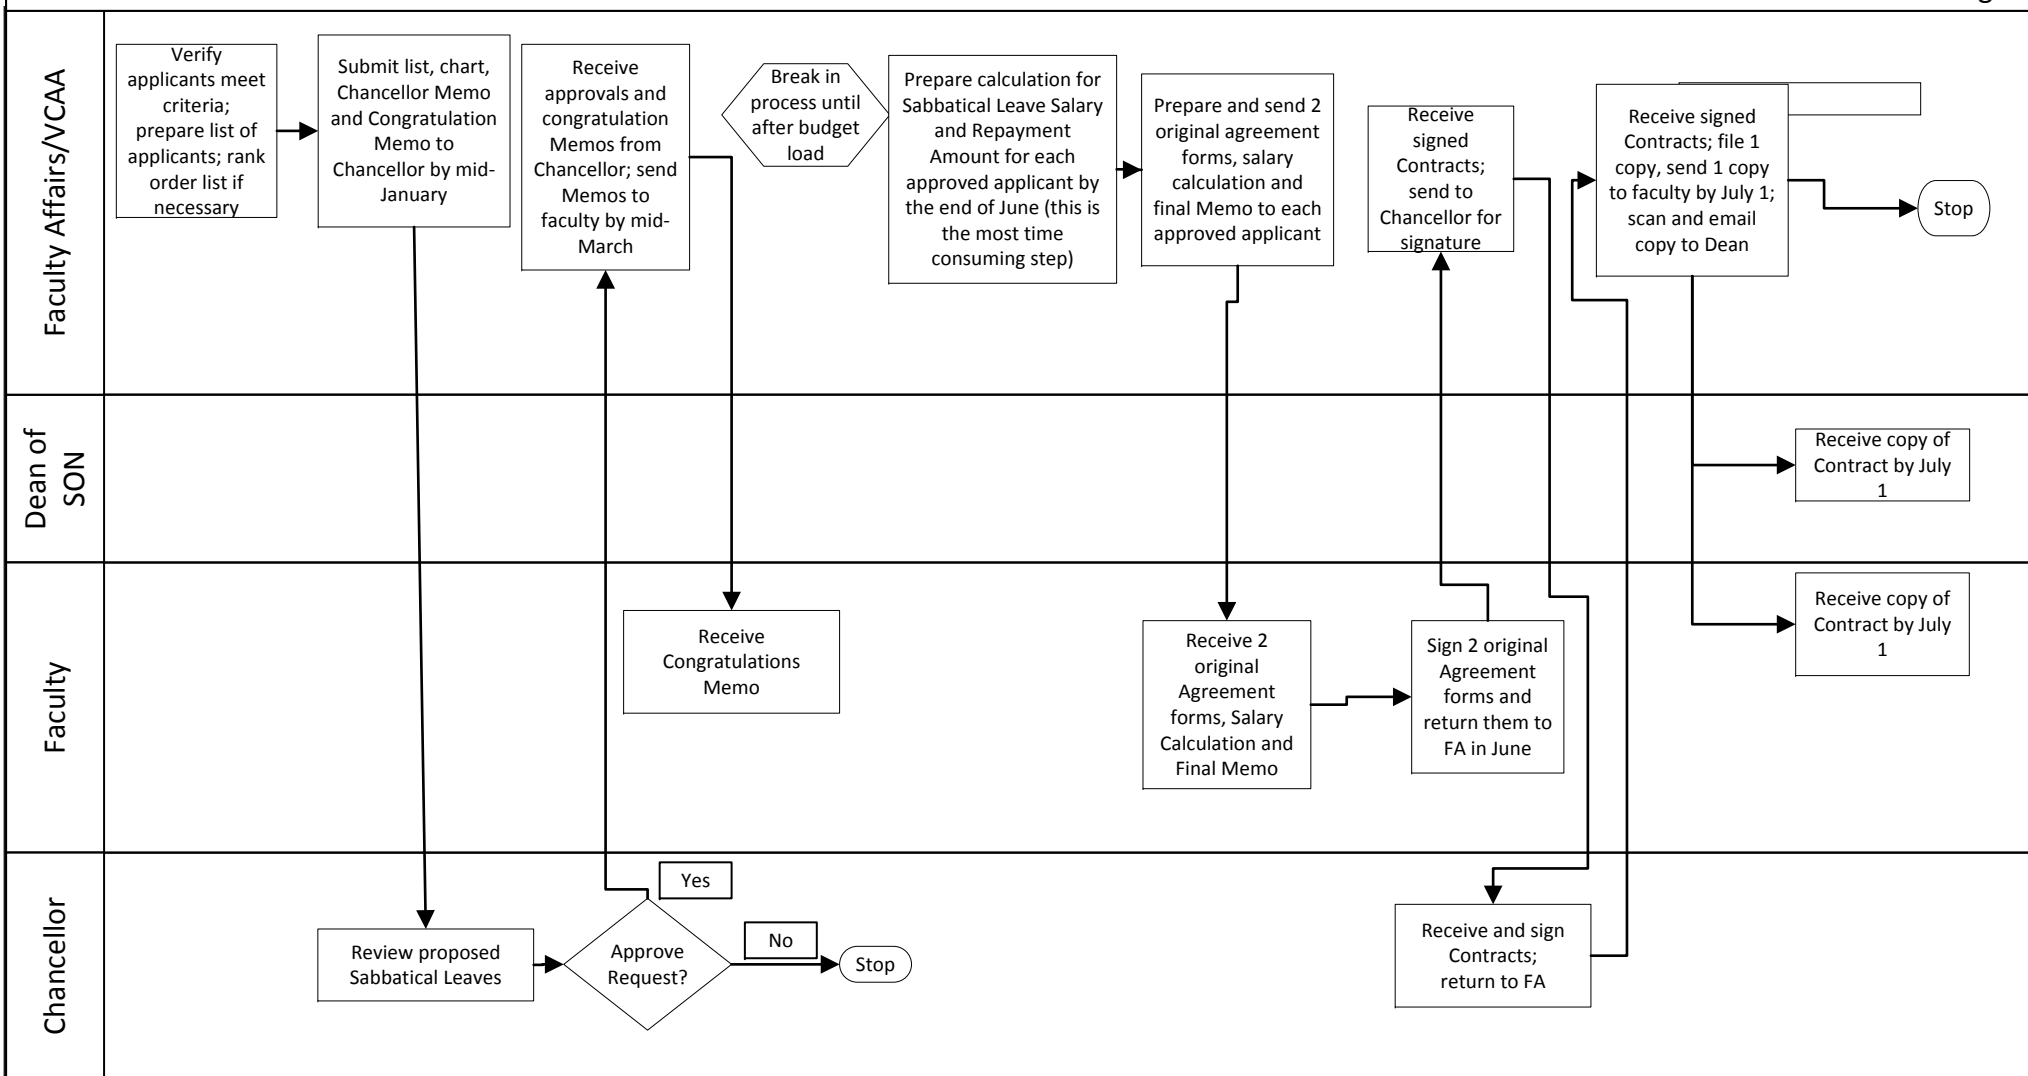 Faculty Affairs/VCAA
Verify
applicants meet
criteria;
prepare list of
applicants; rank
order list if
necessary
Submit list, chart,
Chancellor Memo
and Congratulation
Memo to
Chancellor by mid-
January
Receive
approvals and
congratulation
Memos from
Chancellor; send
Memos to
faculty by mid-
March
Break in
process until
after budget
load
Prepare calculation for
Sabbatical Leave Salary
and Repayment
Amount for each
approved applicant by
the end of June (this is
the most time
consuming step)
Prepare and send 2
original agreement
forms, salary
calculation and
final Memo to each
approved applicant
Receive
signed
Contracts;
send to
Chancellor for
signature
Receive signed
Contracts; file 1
copy, send 1 copy
to faculty by July 1;
scan and email
copy to Dean
Stop
Dean of
SON
Receive copy of
Contract by July
1
Faculty
Receive
Congratulations
Memo
Receive 2
original
Agreement
forms, Salary
Calculation and
Final Memo
Sign 2 original
Agreement
forms and
return them to
FA in June
Receive copy of
Contract by July
1
Chancellor
Review proposed
Sabbatical Leaves
Approve
Request?
Yes
No
Stop
Receive and sign
Contracts;
return to FA